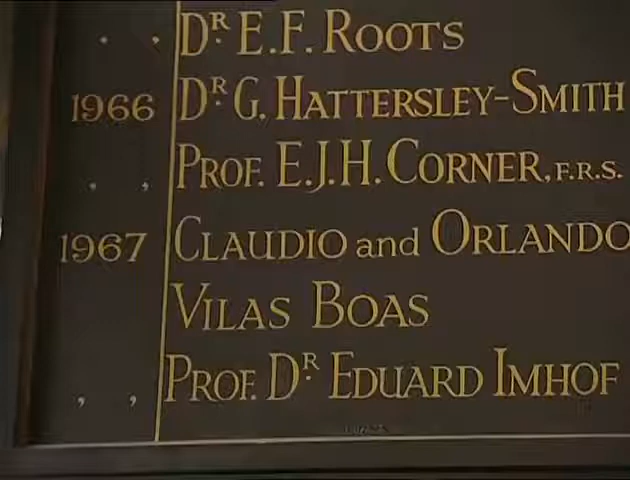 , , Dr. E.F. Roots
1966 Dr. G. Hattersley-Smith
, , Prof. E.J.H. Corner, F.R.S.
1967 Claudio and Orlando
Vilas Boas
, , Prof. Dr. Eduard Imhof